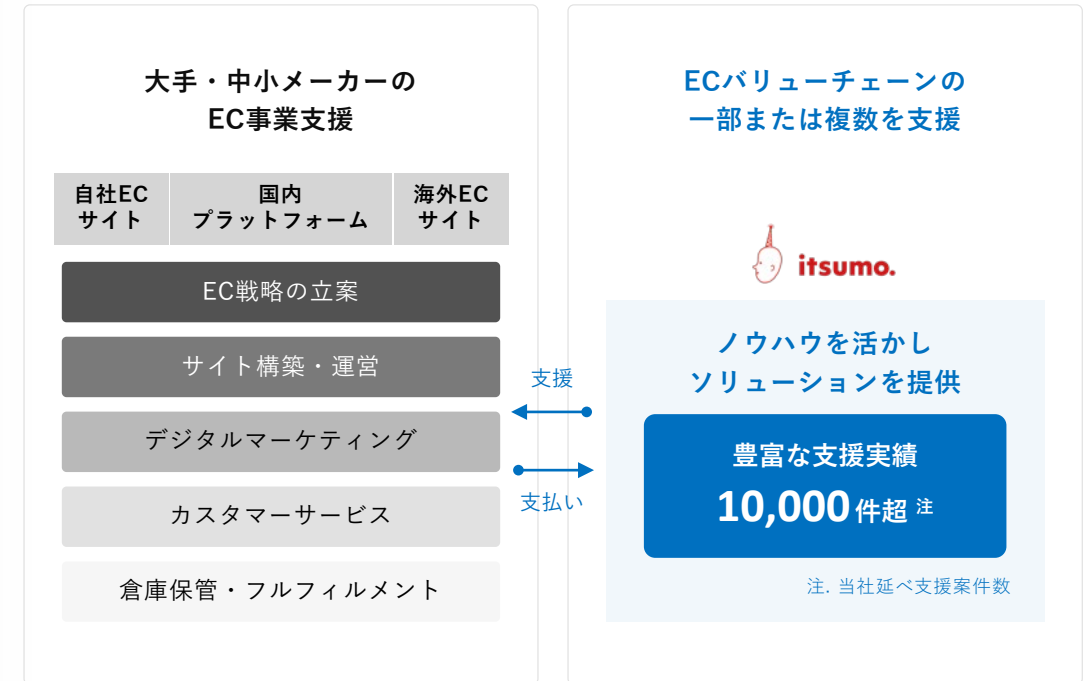 大手・中小メーカーの
EC事業支援
自社EC
サイト
国内
プラットフォーム
海外EC
サイト
EC戦略の立案
サイト構築・運営
デジタルマーケティング
カスタマーサービス
倉庫保管・フルフィルメント
支援
支払い
ECバリューチェーンの
一部または複数を支援
itsumo.
ノウハウを活かし
ソリューションを提供
豊富な支援実績
10,000件超 注
注. 当社延べ支援案件数